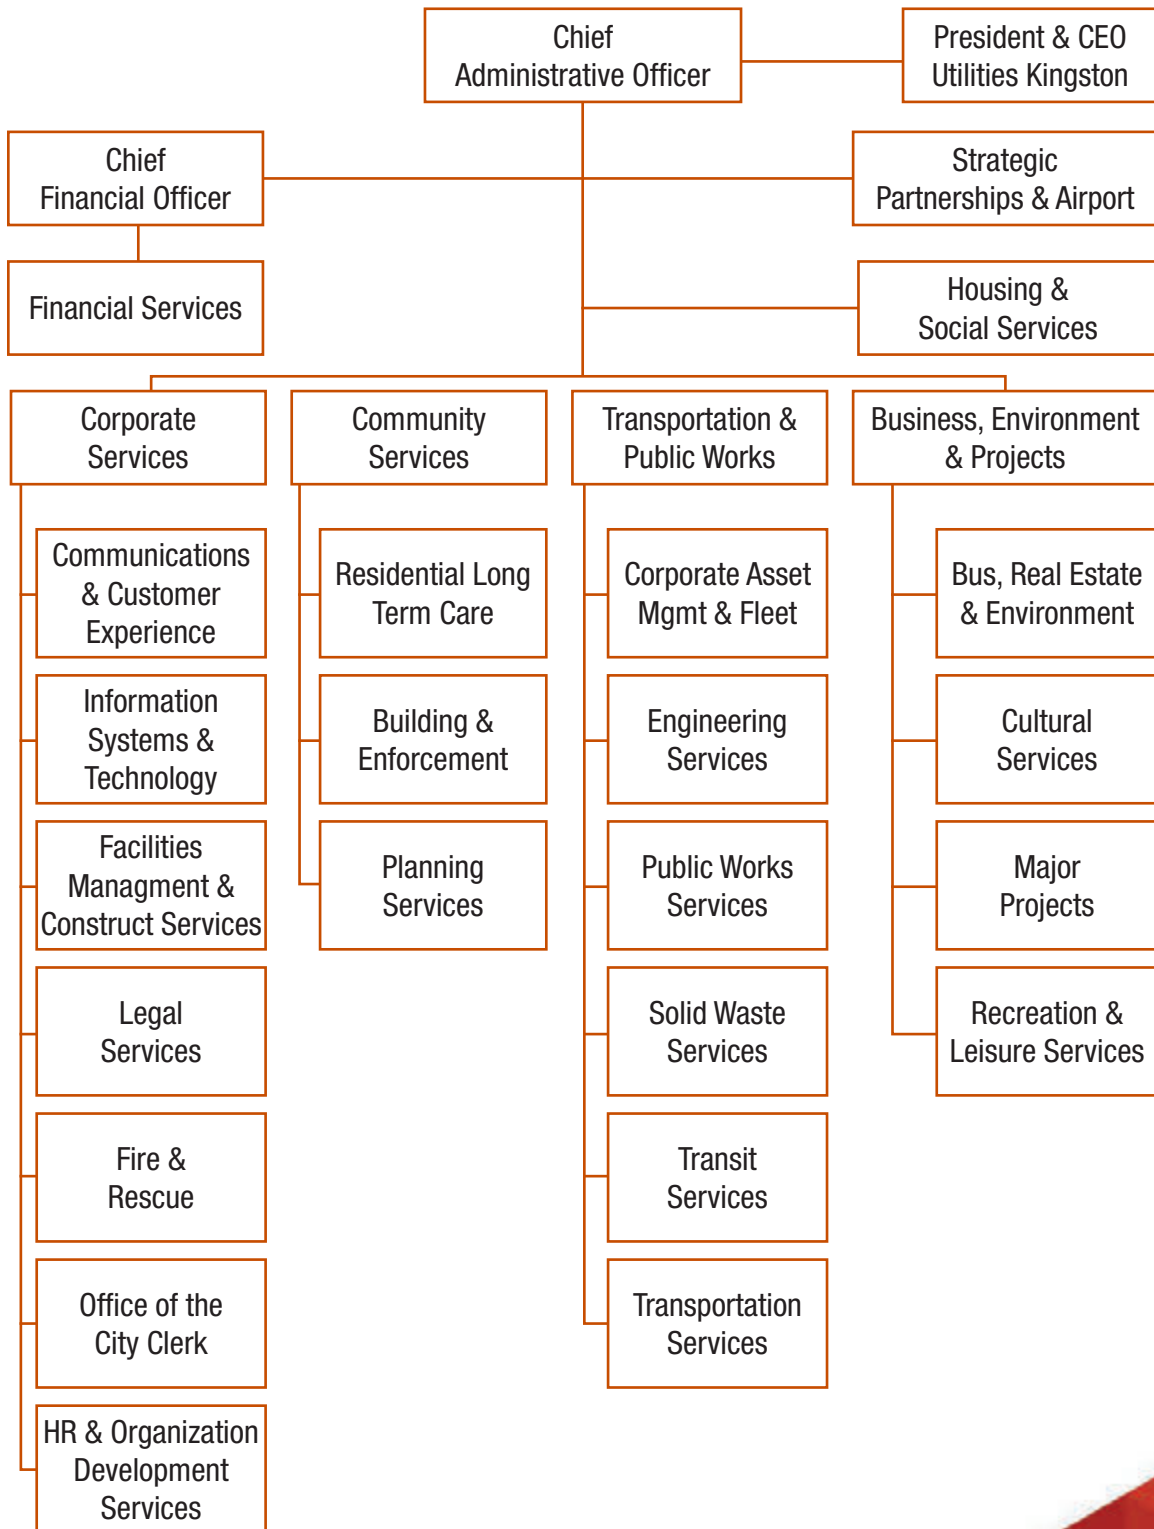 Chief
Administrative Officer
President & CEO
Utilities Kingston
Chief
Financial Officer
Strategic
Partnerships & Airport
Financial Services
Housing &
Social Services
Corporate
Services
Community
Services
Transportation &
Public Works
Business, Environment
& Projects
Communications
& Customer
Experience
Information
Systems &
Technology
Facilities
Managment &
Construct Services
Legal
Services
Fire &
Rescue
Office of the
City Clerk
HR & Organization
Development
Services
Residential Long
Term Care
Building &
Enforcement
Planning
Services
Corporate Asset
Mgmt & Fleet
Engineering
Services
Public Works
Services
Solid Waste
Services
Transit
Services
Transportation
Services
Bus, Real Estate
& Environment
Cultural
Services
Major
Projects
Recreation &
Leisure Services